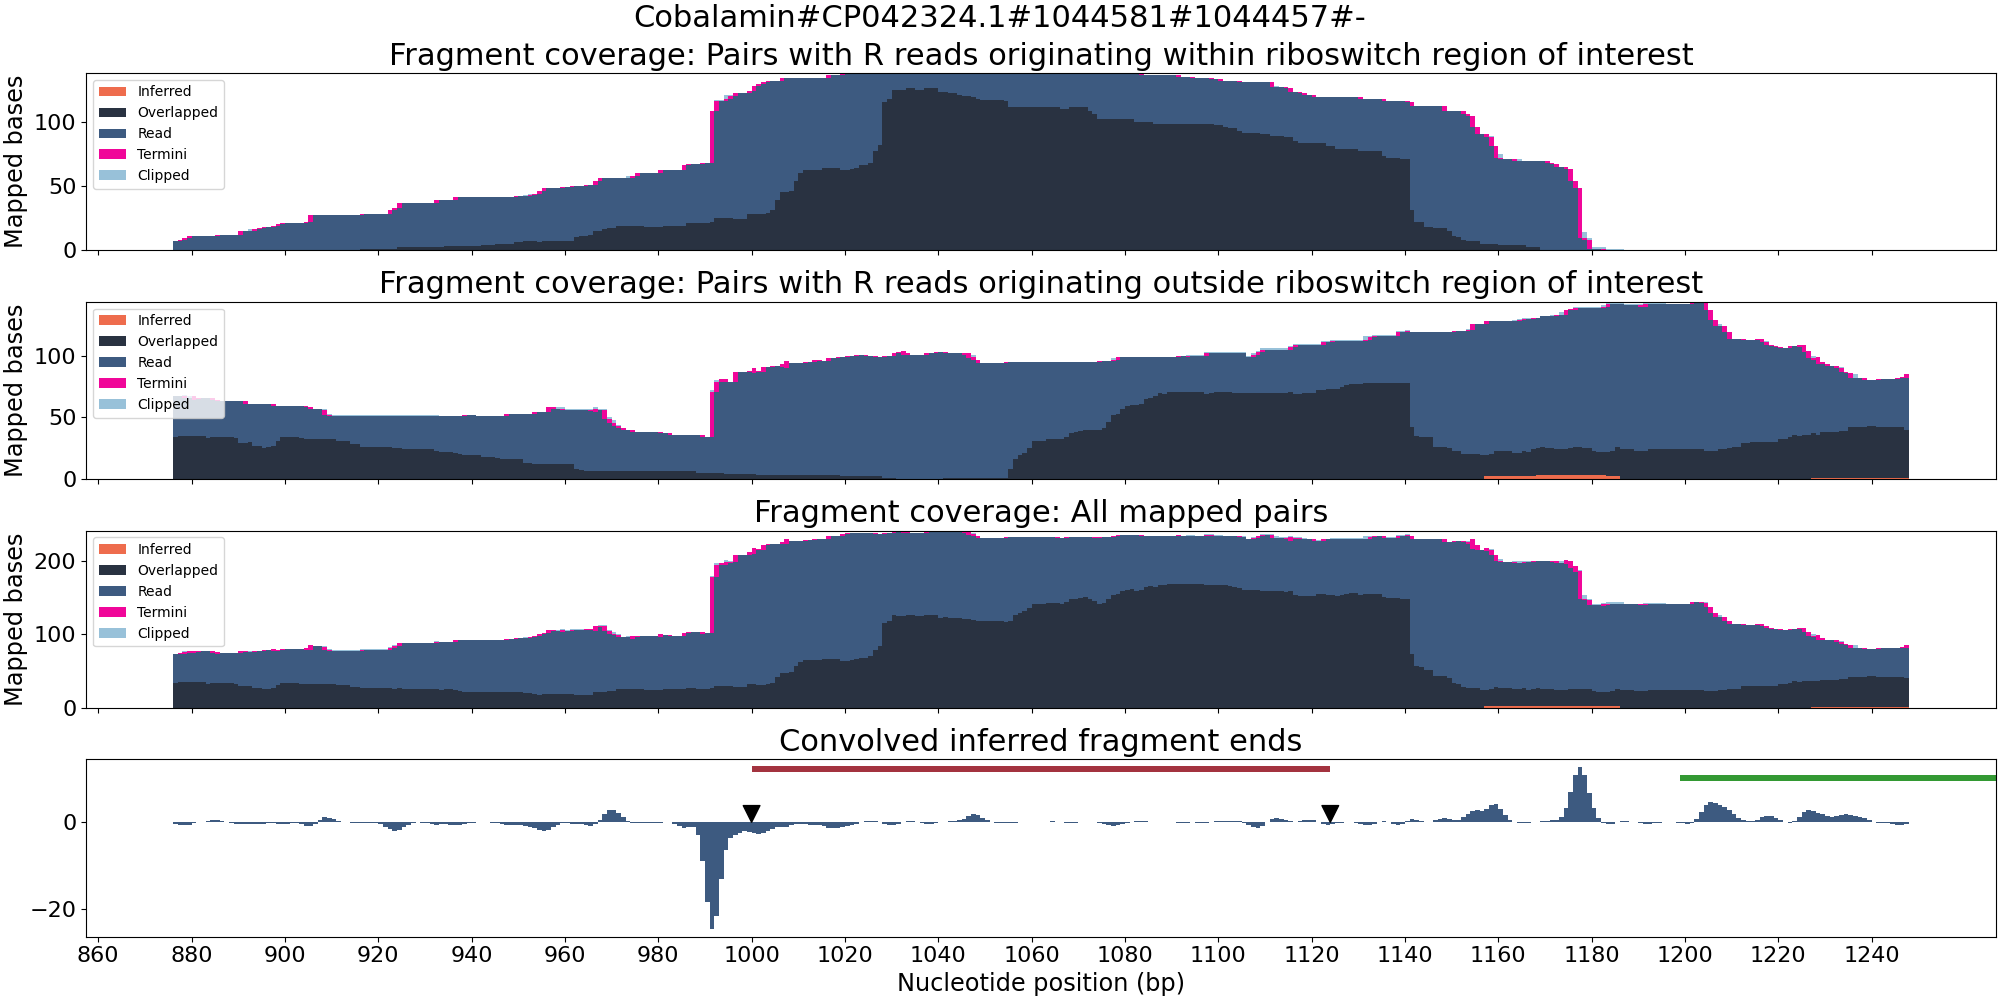 Cobalamin#CP042324.1#1044581#1044457#-
Fragment coverage: Pairs with R reads originating within riboswitch region of interest
Mapped bases
100
50
0
Inferred
Overlapped
Read
Termini
Clipped
Fragment coverage: Pairs with R reads originating outside riboswitch region of interest
Mapped bases
100
50
0
Inferred
Overlapped
Read
Termini
Clipped
Fragment coverage: All mapped pairs
Mapped bases
200
100
0
Inferred
Overlapped
Read
Termini
Clipped
Convolved inferred fragment ends
0
−20
860 880 900 920 940 960 980 1000 1020 1040 1060 1080 1100 1120 1140 1160 1180 1200 1220 1240
Nucleotide position (bp)